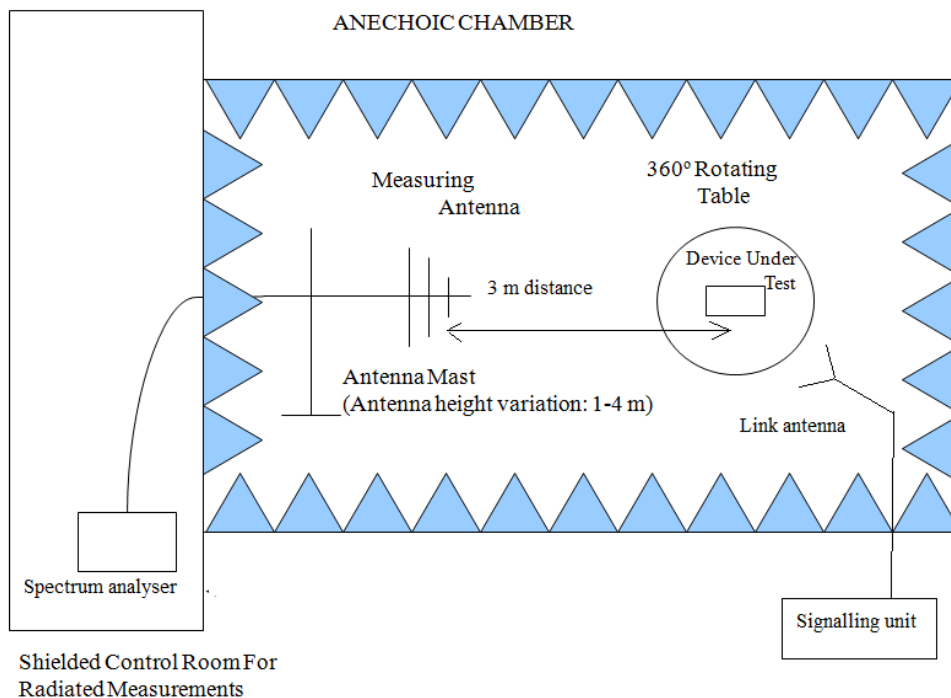 ANECHOIC CHAMBER
Measuring
Antenna
360º Rotating
Table
Device Under
Test
3 m distance
Antenna Mast
(Antenna height variation: 1-4 m)
Link antenna
Spectrum analyser
Signalling unit
Shielded Control Room For
Radiated Measurements